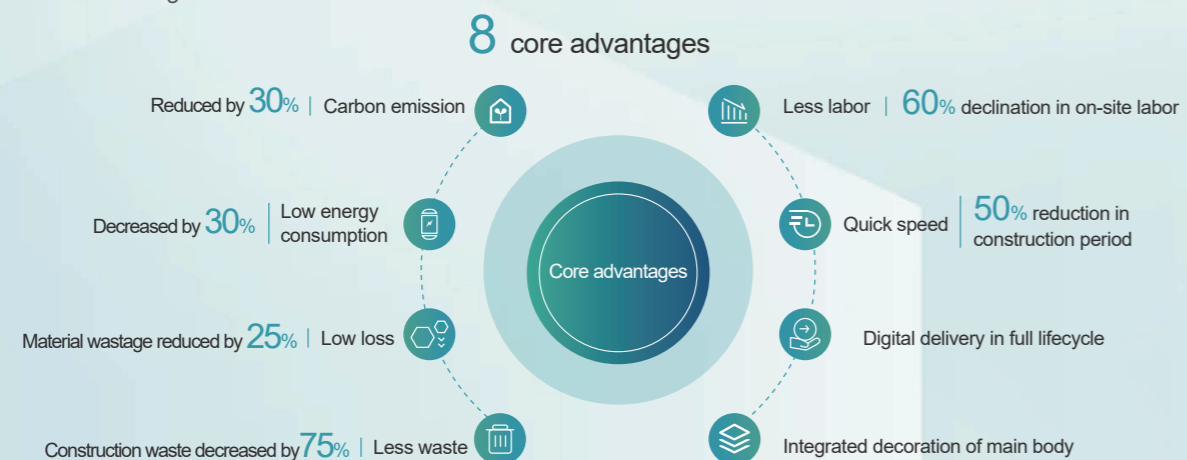 8 core advantages
Reduced by 30% | Carbon emission
Decreased by 30% | Low energy
consumption
Material wastage reduced by 25% | Low loss
Construction waste decreased by 75% | Less waste
Core advantages
Less labor | 60% declination in on-site labor
Quick speed | 50% reduction in
construction period
Digital delivery in full lifecycle
Integrated decoration of main body